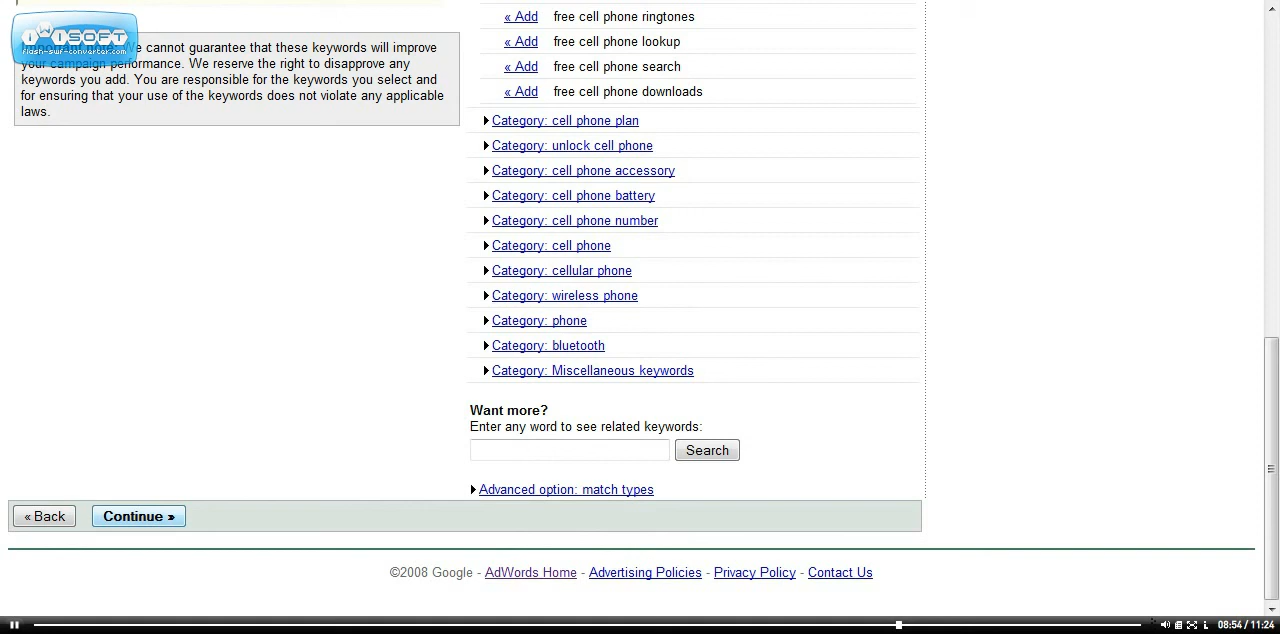 iWiSOFT
flash-swf-converter.com
We cannot guarantee that these keywords will improve
your campaign performance. We reserve the right to disapprove any
keywords you add. You are responsible for the keywords you select and
for ensuring that your use of the keywords does not violate any applicable
laws.
« Add free cell phone ringtones
« Add free cell phone lookup
« Add free cell phone search
« Add free cell phone downloads
Category: cell phone plan
Category: unlock cell phone
Category: cell phone accessory
Category: cell phone battery
Category: cell phone number
Category: cell phone
Category: cellular phone
Category: wireless phone
Category: phone
Category: bluetooth
Category: Miscellaneous keywords
Want more?
Enter any word to see related keywords:
Search
Advanced option: match types
« Back Continue »
©2008 Google - AdWords Home - Advertising Policies - Privacy Policy - Contact Us
08:54 / 11:24